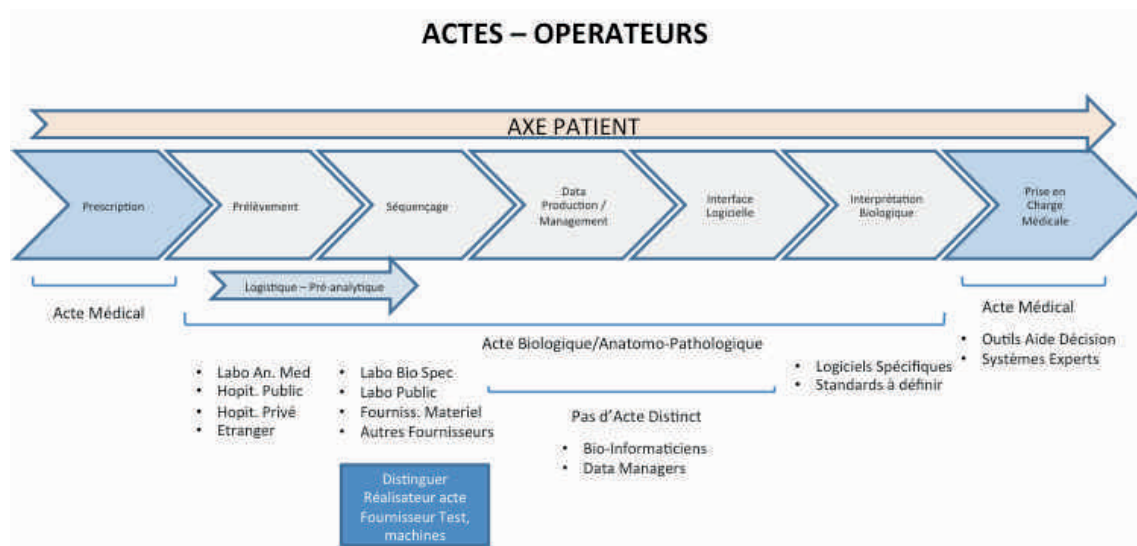 ACTES – OPERATEURS
AXE PATIENT
Prescription
Prélèvement
Séquençage
Data
Production /
Management
Interface
Logicielle
Interprétation
Biologique
Prise en
Charge
Médicale
Logistique – Pré-analytique
Acte Médical
Acte Biologique/Anatomo-Pathologique
Acte Médical
• Outils Aide Décision
• Systèmes Experts
• Labo An. Med
• Hopit. Public
• Hopit. Privé
• Etranger
• Labo Bio Spec
• Labo Public
• Fourniss. Materiel
• Autres Fournisseurs
Pas d'Acte Distinct
• Bio-Informaticiens
• Data Managers
• Logiciels Spécifiques
• Standards à définir
Distinguer
Réalisateur acte
Fournisseur Test,
machines